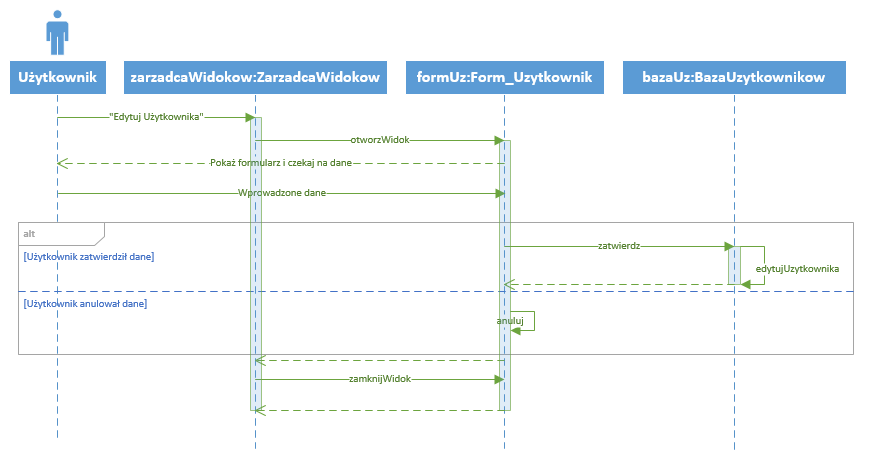 Użytkownik
zarzadcaWidokow:ZarzadcaWidokow
formUz:Form_Uzytkownik
bazaUz:BazaUzytkownikow
"Edytuj Użytkownika"
otworzWidok
Pokaż formularz i czekaj na dane
Wprowadzone dane
alt
zatwierdz
[Użytkownik zatwierdził dane]
edytujUzytkownika
[Użytkownik anulował dane]
anuluj
zamknijWidok